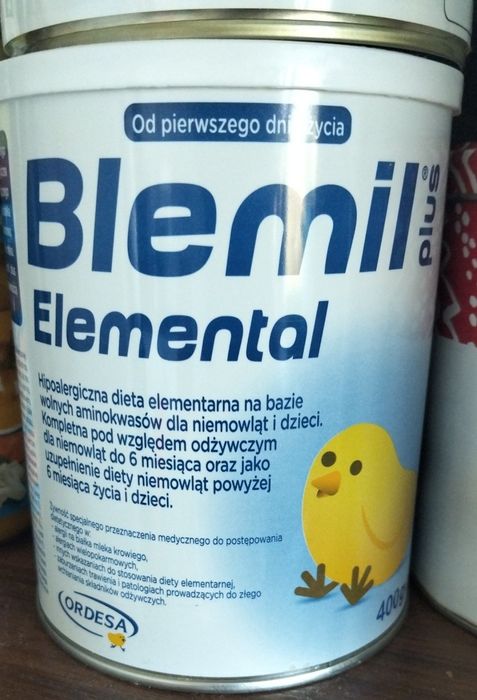 Od pierwszego dnia życia
Blemil®
plus
Elemental
Hipoalergiczna dieta elementarna na bazie
wolnych aminokwasów dla niemowląt i dzieci.
Kompletna pod względem odżywczym
dla niemowląt do 6 miesiąca oraz jako
uzupełnienie diety niemowląt powyżej
6 miesiąca życia i dzieci.
Żywność specjalnego przeznaczenia medycznego do postępowania
dietetycznego w:
- alergii na białka mleka krowiego,
- alergiach wielopokarmowych,
- innych wskazaniach do stosowania diety elementarnej,
- zaburzeniach trawienia i patologiach prowadzących do złego
wchłaniania składników odżywczych.
ORDESA
400g